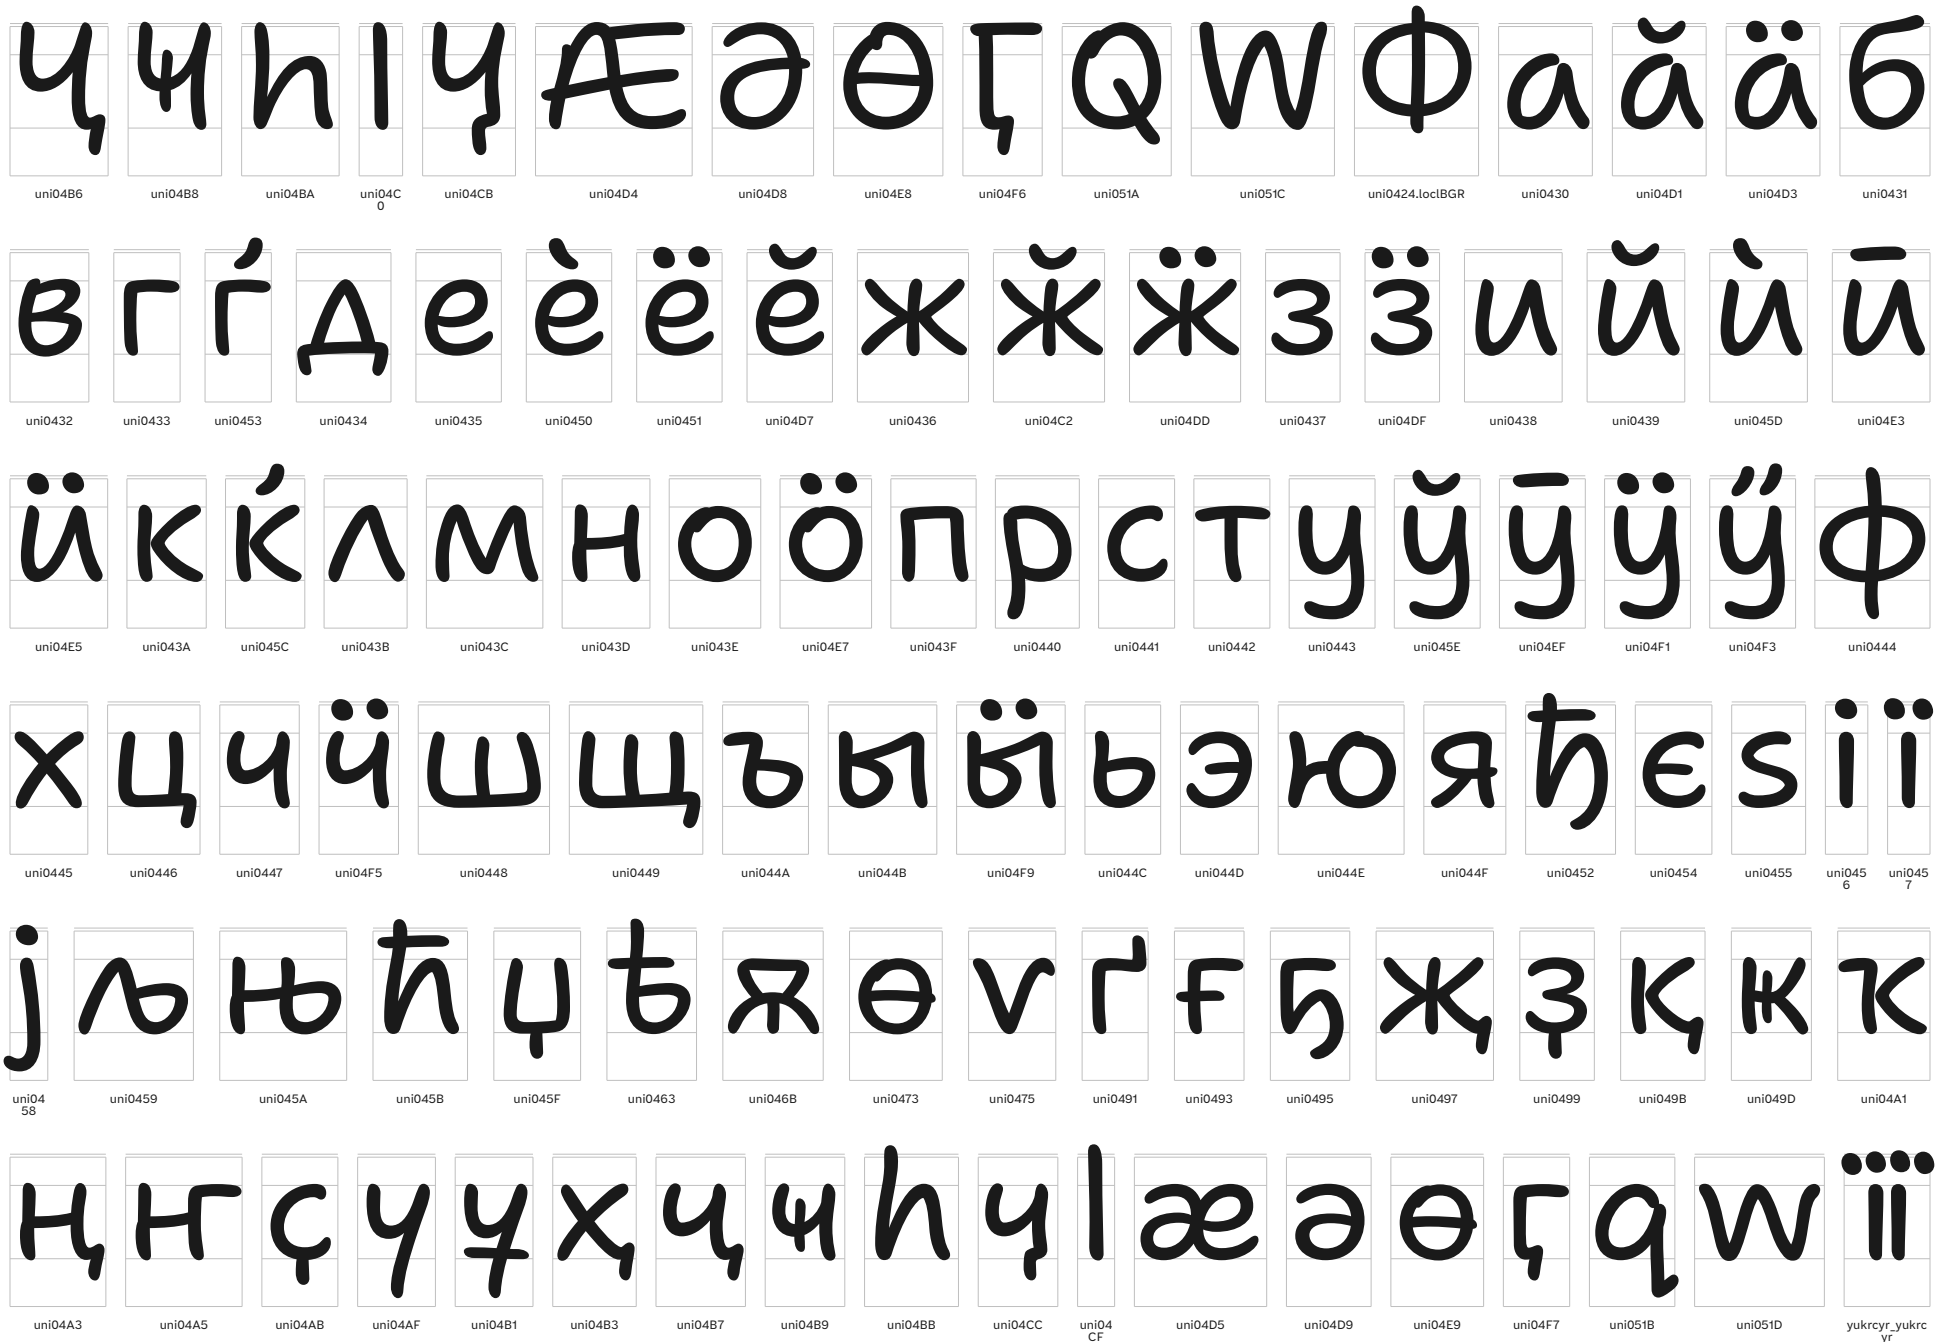 Ҷ Ҹ Һ Ӏ Ӌ Ӕ Ә Ө Ӷ Ԛ Ԝ Ф а ӑ ӓ б
uni04B6 uni04B8 uni04BA uni04C0 uni04CB uni04D4 uni04D8 uni04E8 uni04F6 uni051A uni051C uni0424.loclBGR uni0430 uni04D1 uni04D3 uni0431
в г ѓ д е ѐ ё ӗ ж ӂ ӝ з ӟ и й ѝ ӣ
uni0432 uni0433 uni0453 uni0434 uni0435 uni0450 uni0451 uni04D7 uni0436 uni04C2 uni04DD uni0437 uni04DF uni0438 uni0439 uni045D uni04E3
ӥ к ќ л м н о ӧ п р с т у ў ӯ ӱ ӳ ф
uni04E5 uni043A uni045C uni043B uni043C uni043D uni043E uni04E7 uni043F uni0440 uni0441 uni0442 uni0443 uni045E uni04EF uni04F1 uni04F3 uni0444
х ц ч ӵ ш щ ъ ы ӹ ь э ю я ђ є ѕ і ї
uni0445 uni0446 uni0447 uni04F5 uni0448 uni0449 uni044A uni044B uni04F9 uni044C uni044D uni044E uni044F uni0452 uni0454 uni0455 uni0456 uni0457
ј љ њ ћ џ ѣ ѫ ѳ ѵ ґ ғ ҕ җ ҙ қ ҝ ҡ
uni0458 uni0459 uni045A uni045B uni045F uni0463 uni046B uni0473 uni0475 uni0491 uni0493 uni0495 uni0497 uni0499 uni049B uni049D uni04A1
ң ҥ ҫ ү ұ ҳ ҷ ҹ һ ӌ ӏ ӕ ә ө ӷ ԛ ԝ її
uni04A3 uni04A5 uni04AB uni04AF uni04B1 uni04B3 uni04B7 uni04B9 uni04BB uni04CC uni04CF uni04D5 uni04D9 uni04E9 uni04F7 uni051B uni051D yukrcyr_yukrcyr